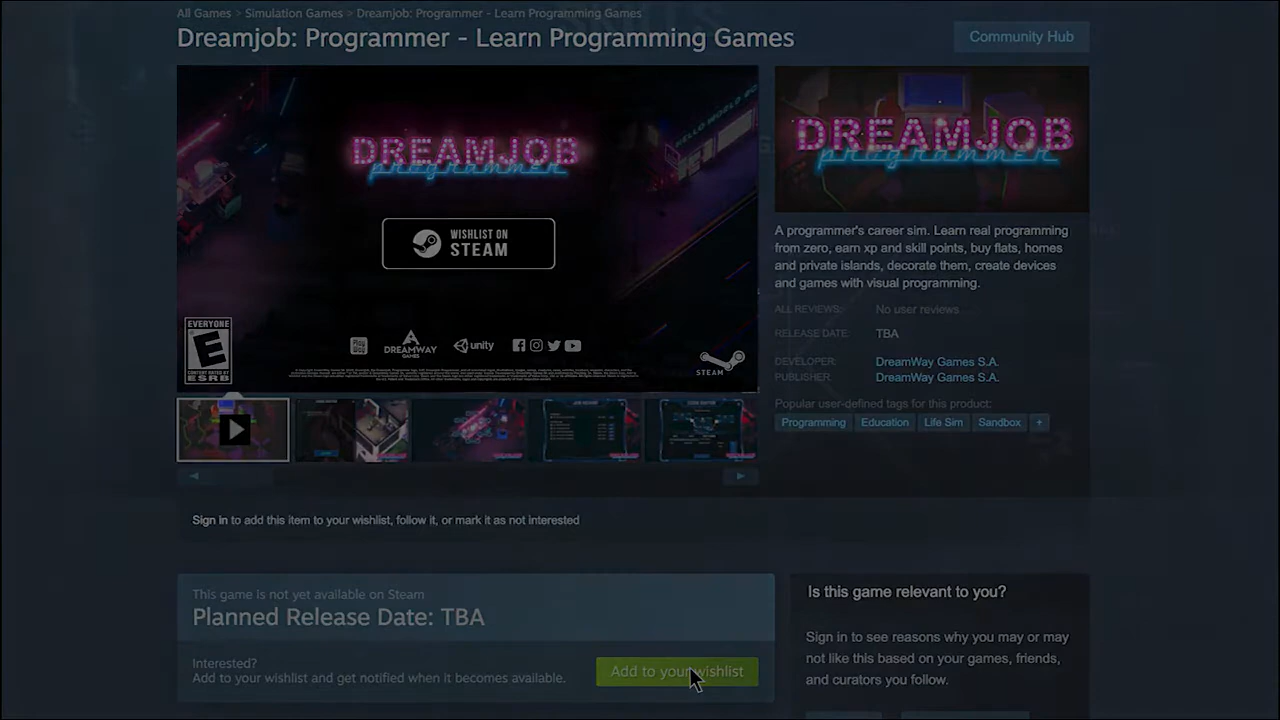 All Games > Simulation Games > Dreamjob: Programmer - Learn Programming Games
Dreamjob: Programmer - Learn Programming Games
Community Hub
HELLO WORLD
DREAMJOB
programmer
WISHLIST ON
STEAM
EVERYONE
E
CONTENT RATED BY
ESRB
DREAMWAY
GAMES
unity
STEAM
DREAMJOB
programmer
A programmer's career sim. Learn real programming
from zero, earn xp and skill points, buy flats, homes
and private islands, decorate them, create devices
and games with visual programming.
ALL REVIEWS: No user reviews
RELEASE DATE: TBA
DEVELOPER: DreamWay Games S.A.
PUBLISHER: DreamWay Games S.A.
Popular user-defined tags for this product:
Programming Education Life Sim Sandbox +
Sign in to add this item to your wishlist, follow it, or mark it as not interested
This game is not yet available on Steam
Planned Release Date: TBA
Interested?
Add to your wishlist and get notified when it becomes available.
Add to your wishlist
Is this game relevant to you?
Sign in to see reasons why you may or may
not like this based on your games, friends,
and curators you follow.